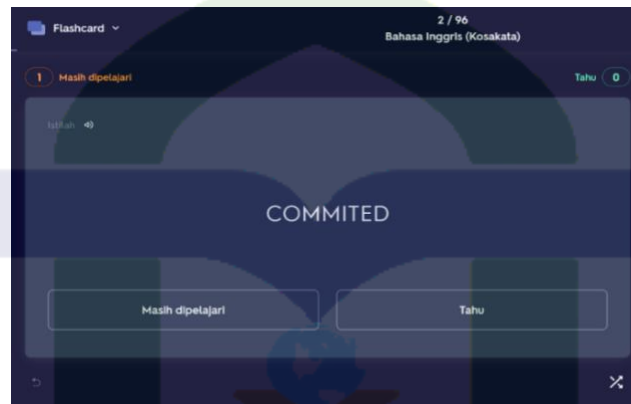 Flashcard
2 / 96
Bahasa Inggris (Kosakata)
1 Masih dipelajari
Tahu 0
Istilah
COMMITED
Masih dipelajari
Tahu